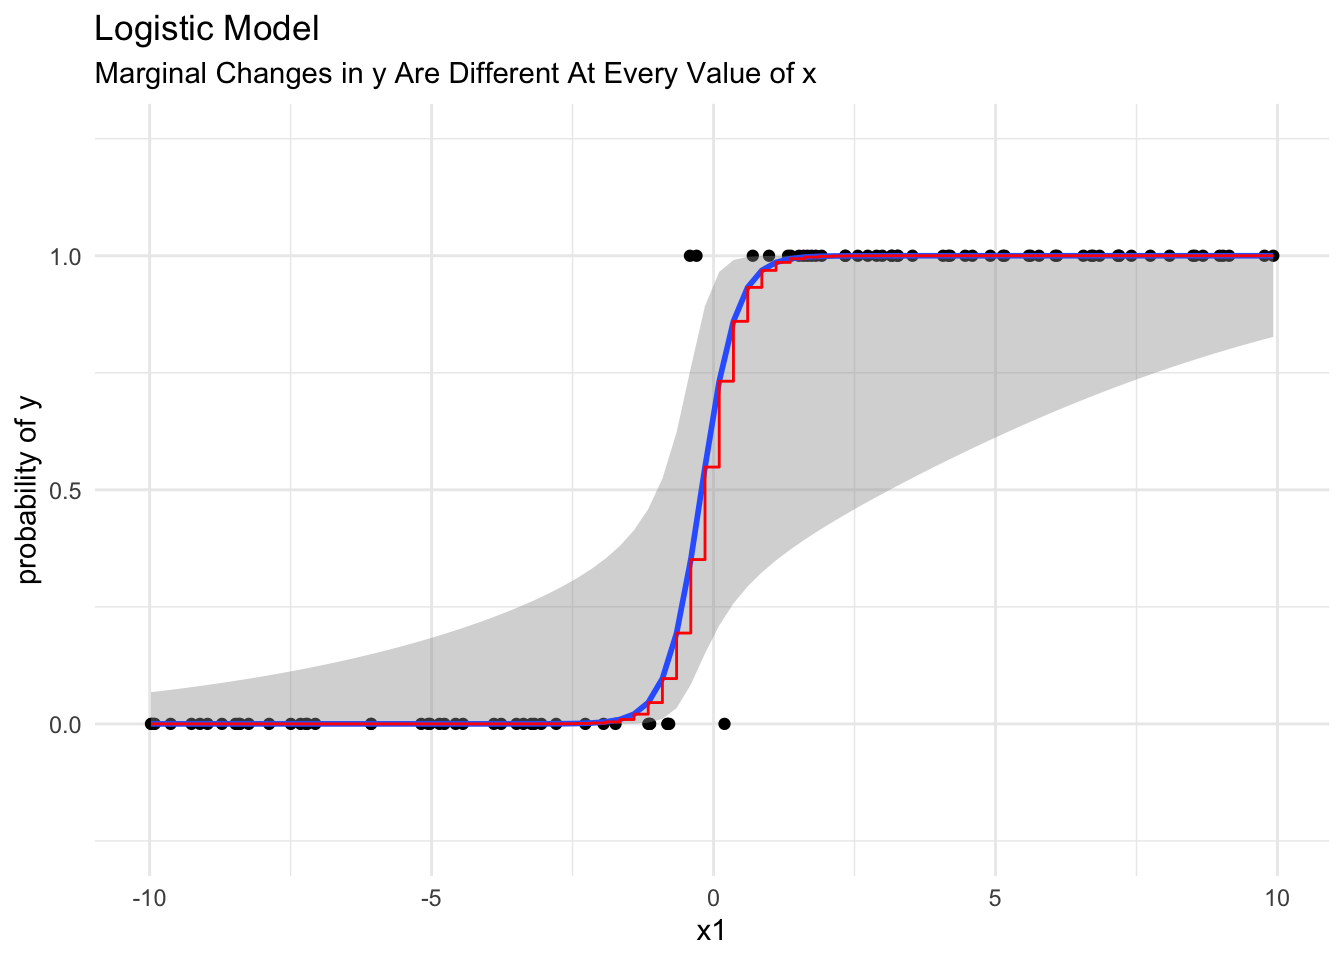 Logistic Model
Marginal Changes in y Are Different At Every Value of x
probability of y
1.0
0.5
0.0
-10 -5 0 5 10
x1